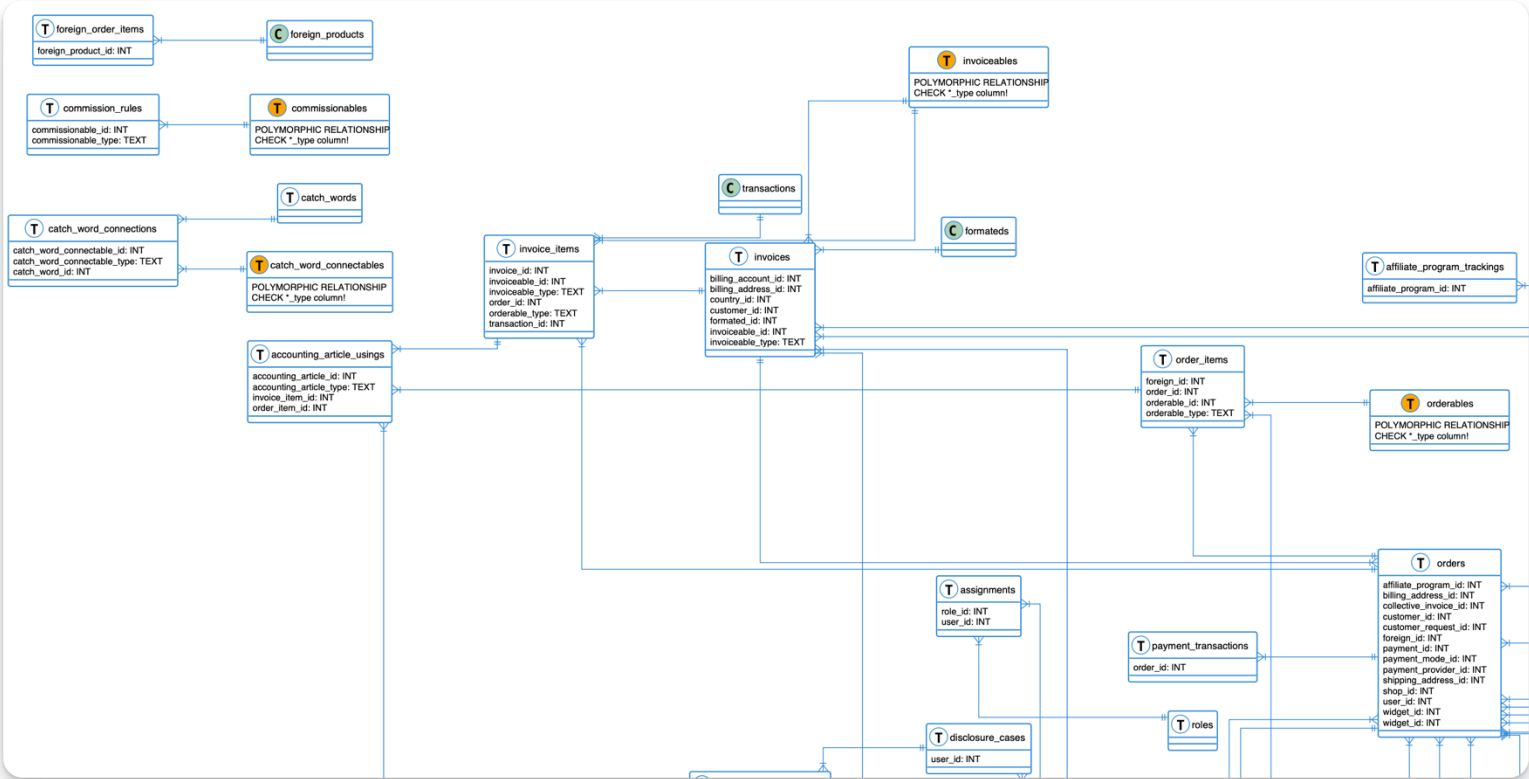 T foreign_order_items
foreign_product_id: INT
C foreign_products
T invoiceables
POLYMORPHIC RELATIONSHIP
CHECK *_type column!
T commission_rules
commissionable_id: INT
commissionable_type: TEXT
T commissionables
POLYMORPHIC RELATIONSHIP
CHECK *_type column!
T catch_words
C transactions
T catch_word_connections
catch_word_connectable_id: INT
catch_word_connectable_type: TEXT
catch_word_id: INT
T catch_word_connectables
POLYMORPHIC RELATIONSHIP
CHECK *_type column!
T invoice_items
invoice_id: INT
invoiceable_id: INT
invoiceable_type: TEXT
order_id: INT
orderable_type: TEXT
transaction_id: INT
T invoices
billing_account_id: INT
billing_address_id: INT
country_id: INT
customer_id: INT
formated_id: INT
invoiceable_id: INT
invoiceable_type: TEXT
C formateds
T affiliate_program_trackings
affiliate_program_id: INT
T accounting_article_usings
accounting_article_id: INT
accounting_article_type: TEXT
invoice_item_id: INT
order_item_id: INT
T order_items
foreign_id: INT
order_id: INT
orderable_id: INT
orderable_type: TEXT
T orderables
POLYMORPHIC RELATIONSHIP
CHECK *_type column!
T orders
affiliate_program_id: INT
billing_address_id: INT
collective_invoice_id: INT
customer_id: INT
customer_request_id: INT
foreign_id: INT
payment_id: INT
payment_mode_id: INT
payment_provider_id: INT
shipping_address_id: INT
shop_id: INT
user_id: INT
widget_id: INT
widget_id: INT
T assignments
role_id: INT
user_id: INT
T payment_transactions
order_id: INT
T roles
T disclosure_cases
user_id: INT